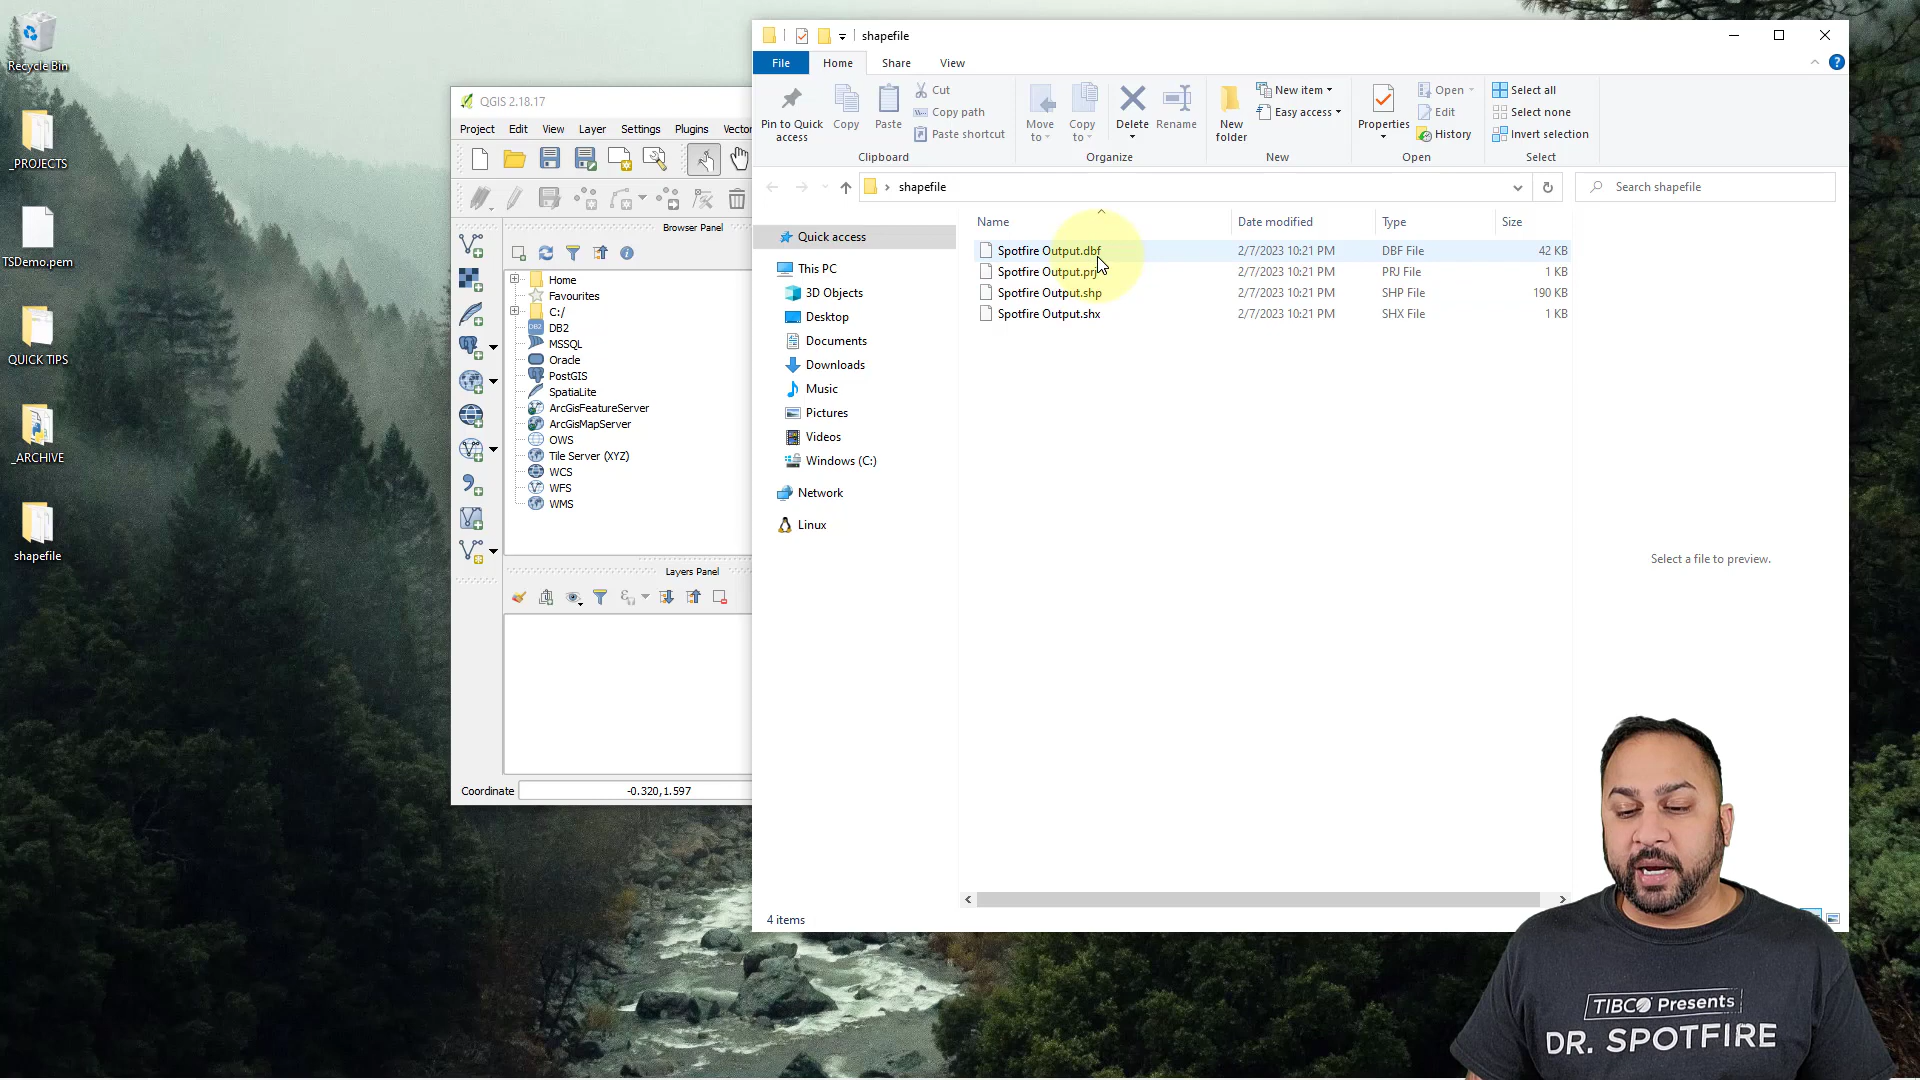 Recycle Bin
_PROJECTS
TSDemo.pem
QUICK TIPS
_ARCHIVE
shapefile
QGIS 2.18.17
Project Edit View Layer Settings Plugins Vector
Browser Panel
Home
Favourites
C:/
DB2
MSSQL
Oracle
PostGIS
SpatiaLite
ArcGisFeatureServer
ArcGisMapServer
OWS
Tile Server (XYZ)
WCS
WFS
WMS
Layers Panel
Coordinate -0.320,1.597
shapefile
File Home Share View
Pin to Quick access
Copy
Paste
Cut
Copy path
Paste shortcut
Clipboard
Move to
Copy to
Delete
Rename
Organize
New folder
New item
Easy access
New
Properties
Open
Edit
History
Open
Select all
Select none
Invert selection
Select
shapefile
Search shapefile
Quick access
This PC
3D Objects
Desktop
Documents
Downloads
Music
Pictures
Videos
Windows (C:)
Network
Linux
Name Date modified Type Size
Spotfire Output.dbf 2/7/2023 10:21 PM DBF File 42 KB
Spotfire Output.prj 2/7/2023 10:21 PM PRJ File 1 KB
Spotfire Output.shp 2/7/2023 10:21 PM SHP File 190 KB
Spotfire Output.shx 2/7/2023 10:21 PM SHX File 1 KB
Select a file to preview.
4 items
TIBCO Presents
DR. SPOTFIRE